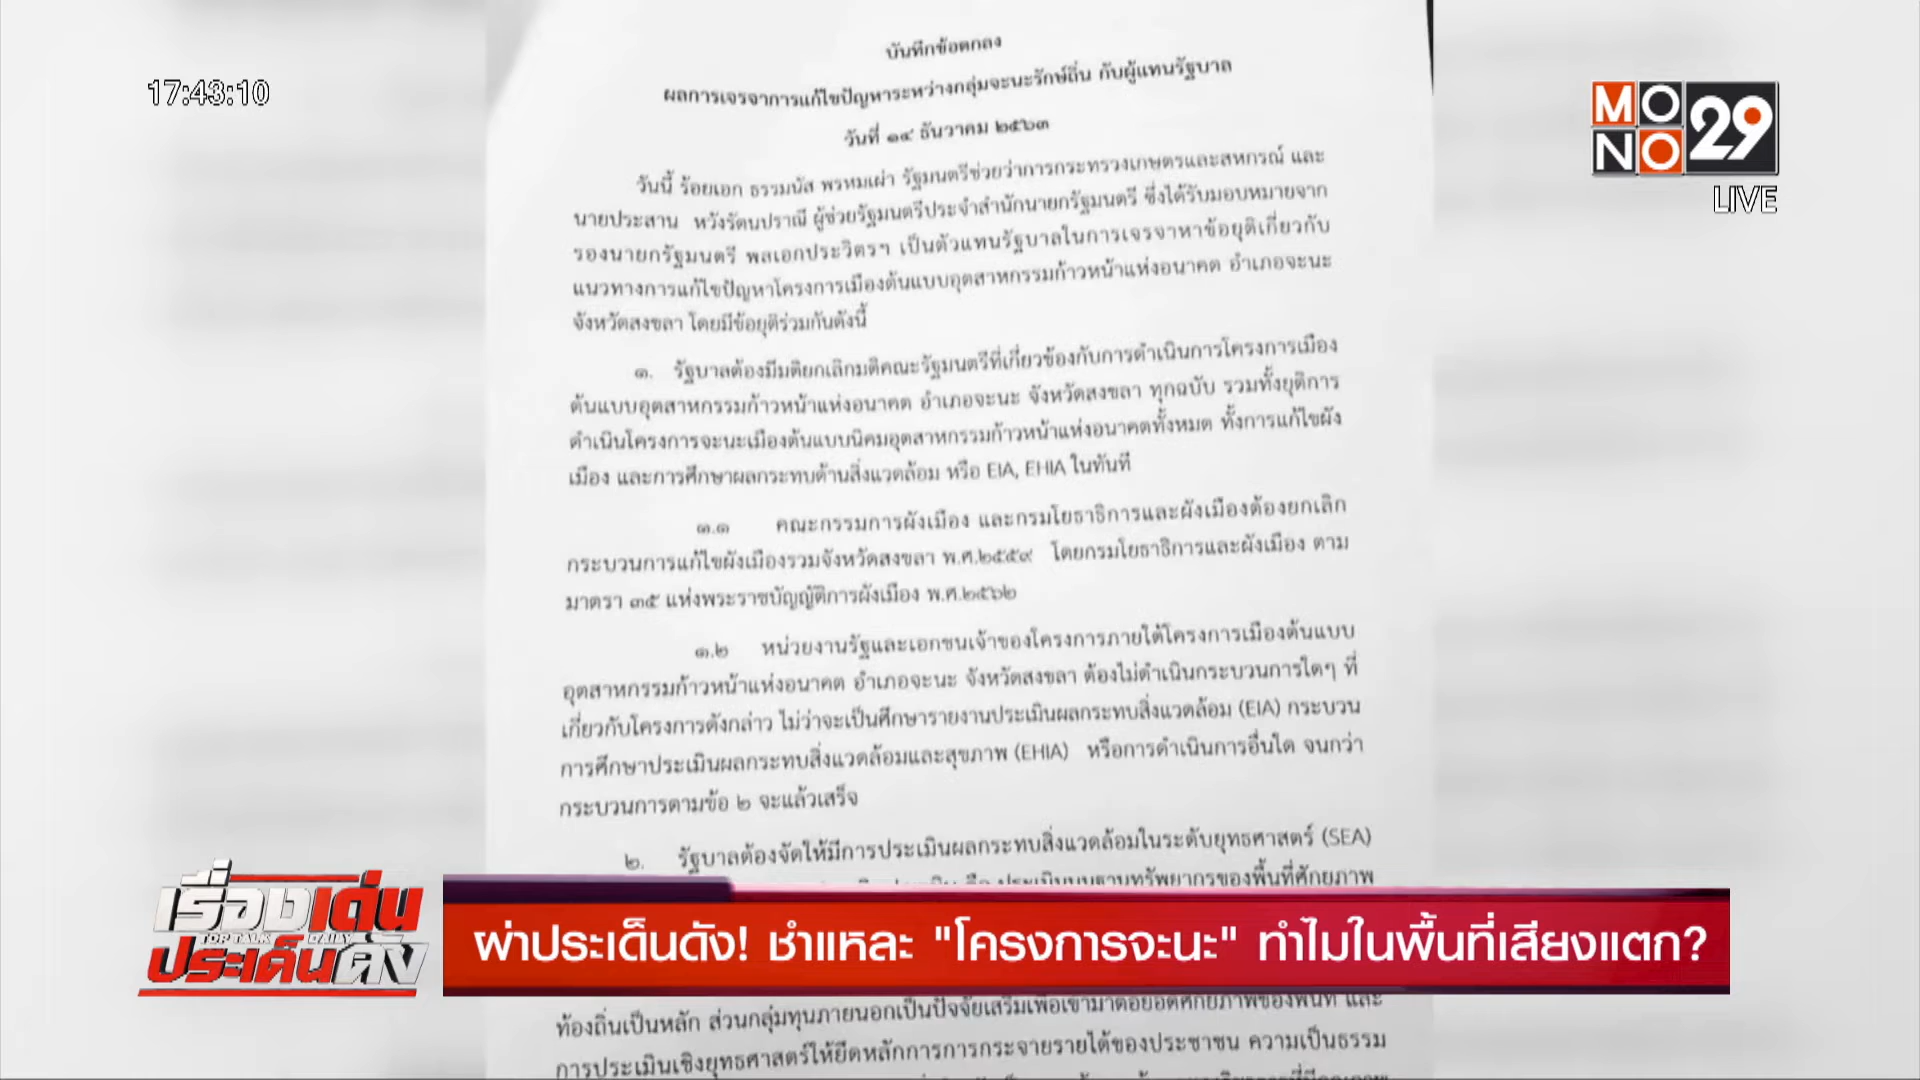 17:43:10
MONO 29
LIVE
บันทึกข้อตกลง
ผลการเจรจาการแก้ไขปัญหาระหว่างกลุ่มจะนะรักษ์ถิ่น กับผู้แทนรัฐบาล
วันที่ ๑๔ ธันวาคม ๒๕๖๓
วันนี้ ร้อยเอก ธรรมนัส พรหมเผ่า รัฐมนตรีช่วยว่าการกระทรวงเกษตรและสหกรณ์ และ
นายประสาน หวังรัตนปราณี ผู้ช่วยรัฐมนตรีประจำสำนักนายกรัฐมนตรี ซึ่งได้รับมอบหมายจาก
รองนายกรัฐมนตรี พลเอกประวิตรฯ เป็นตัวแทนรัฐบาลในการเจรจาหาข้อยุติเกี่ยวกับ
แนวทางการแก้ไขปัญหาโครงการเมืองต้นแบบอุตสาหกรรมก้าวหน้าแห่งอนาคต อำเภอจะนะ
จังหวัดสงขลา โดยมีข้อยุติร่วมกันดังนี้
๑. รัฐบาลต้องมีมติยกเลิกมติคณะรัฐมนตรีที่เกี่ยวข้องกับการดำเนินการโครงการเมือง
ต้นแบบอุตสาหกรรมก้าวหน้าแห่งอนาคต อำเภอจะนะ จังหวัดสงขลา ทุกฉบับ รวมทั้งยุติการ
ดำเนินโครงการจะนะเมืองต้นแบบนิคมอุตสาหกรรมก้าวหน้าแห่งอนาคตทั้งหมด ทั้งการแก้ไขผัง
เมือง และการศึกษาผลกระทบด้านสิ่งแวดล้อม หรือ EIA, EHIA ในทันที
๑.๑ คณะกรรมการผังเมือง และกรมโยธาธิการและผังเมืองต้องยกเลิก
กระบวนการแก้ไขผังเมืองรวมจังหวัดสงขลา พ.ศ.๒๕๕๙ โดยกรมโยธาธิการและผังเมือง ตาม
มาตรา ๓๕ แห่งพระราชบัญญัติการผังเมือง พ.ศ.๒๕๖๒
๑.๒ หน่วยงานรัฐและเอกชนเจ้าของโครงการภายใต้โครงการเมืองต้นแบบ
อุตสาหกรรมก้าวหน้าแห่งอนาคต อำเภอจะนะ จังหวัดสงขลา ต้องไม่ดำเนินกระบวนการใดๆ ที่
เกี่ยวกับโครงการดังกล่าว ไม่ว่าจะเป็นศึกษารายงานประเมินผลกระทบสิ่งแวดล้อม (EIA) กระบวน
การศึกษาประเมินผลกระทบสิ่งแวดล้อมและสุขภาพ (EHIA) หรือการดำเนินการอื่นใด จนกว่า
กระบวนการตามข้อ ๒ จะแล้วเสร็จ
๒. รัฐบาลต้องจัดให้มีการประเมินผลกระทบสิ่งแวดล้อมในระดับยุทธศาสตร์ (SEA)
ประเมินบนฐานทรัพยากรของพื้นที่ศักยภาพ
เรื่องเด่น
TOP TALK DAILY
ประเด็นดัง
ผ่าประเด็นดัง! ชำแหละ "โครงการจะนะ" ทำไมในพื้นที่เสียงแตก?
ท้องถิ่นเป็นหลัก ส่วนกลุ่มทุนภายนอกเป็นปัจจัยเสริมเพื่อเข้ามาต่อยอดศักยภาพของพื้นที่ และ
การประเมินเชิงยุทธศาสตร์ให้ยึดหลักการการกระจายรายได้ของประชาชน ความเป็นธรรม